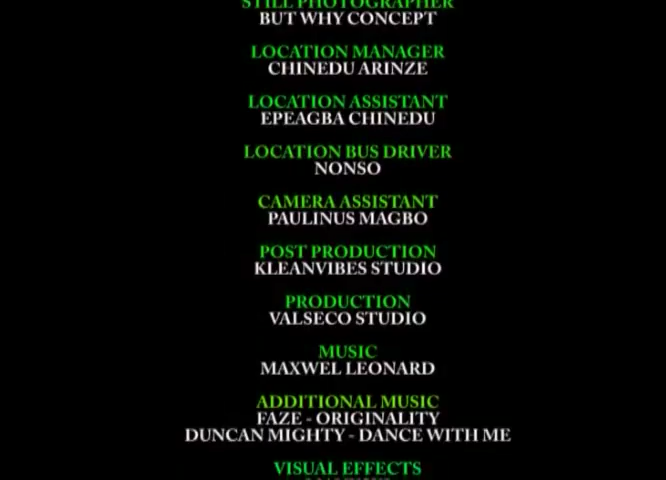 STILL PHOTOGRAPHER
BUT WHY CONCEPT
LOCATION MANAGER
CHINEDU ARINZE
LOCATION ASSISTANT
EPEAGBA CHINEDU
LOCATION BUS DRIVER
NONSO
CAMERA ASSISTANT
PAULINUS MAGBO
POST PRODUCTION
KLEANVIBES STUDIO
PRODUCTION
VALSECO STUDIO
MUSIC
MAXWEL LEONARD
ADDITIONAL MUSIC
FAZE - ORIGINALITY
DUNCAN MIGHTY - DANCE WITH ME
VISUAL EFFECTS